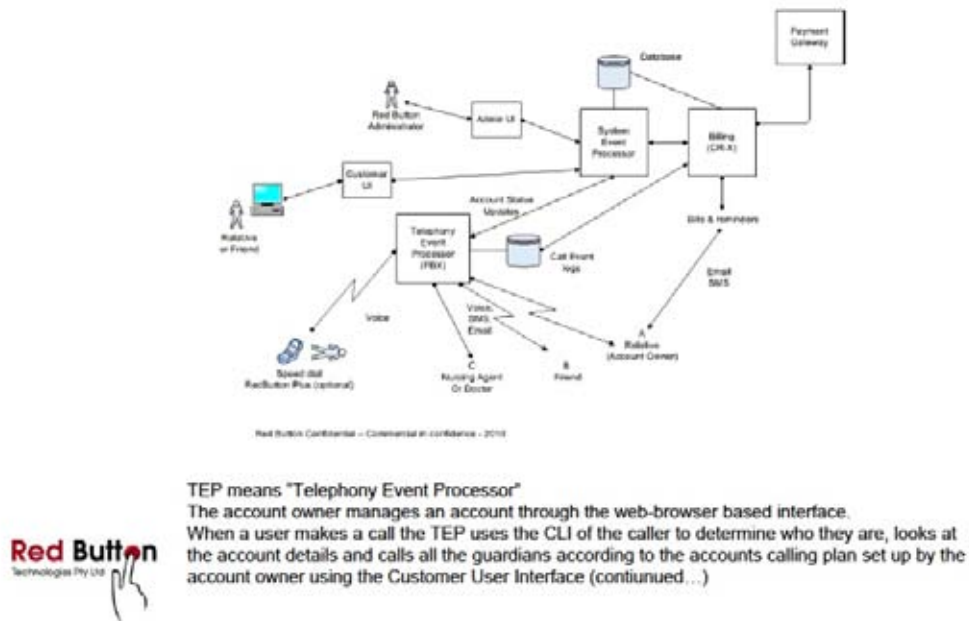 Payment
Gateway
Database
Red Button
Administrator
Admin UI
System
Event
Processor
Billing
(CR-X)
Customer
UI
Account Status
Updates
Relative
or Friend
Telephony
Event
Processor
(PBX)
Call Event
logs
Bills & reminders
Email
SMS
Voice
Voice,
SMS,
Email
A
Relative
(Account Owner)
Speed dial
RedButton Plus (optional)
C
Nursing Agent
Or Doctor
B
Friend
Red Button Confidential – Commercial in confidence - 2010
TEP means "Telephony Event Processor"
The account owner manages an account through the web-browser based interface.
When a user makes a call the TEP uses the CLI of the caller to determine who they are, looks at
the account details and calls all the guardians according to the accounts calling plan set up by the
account owner using the Customer User Interface (contiunued…)
Red Button
Technologies Pty Ltd